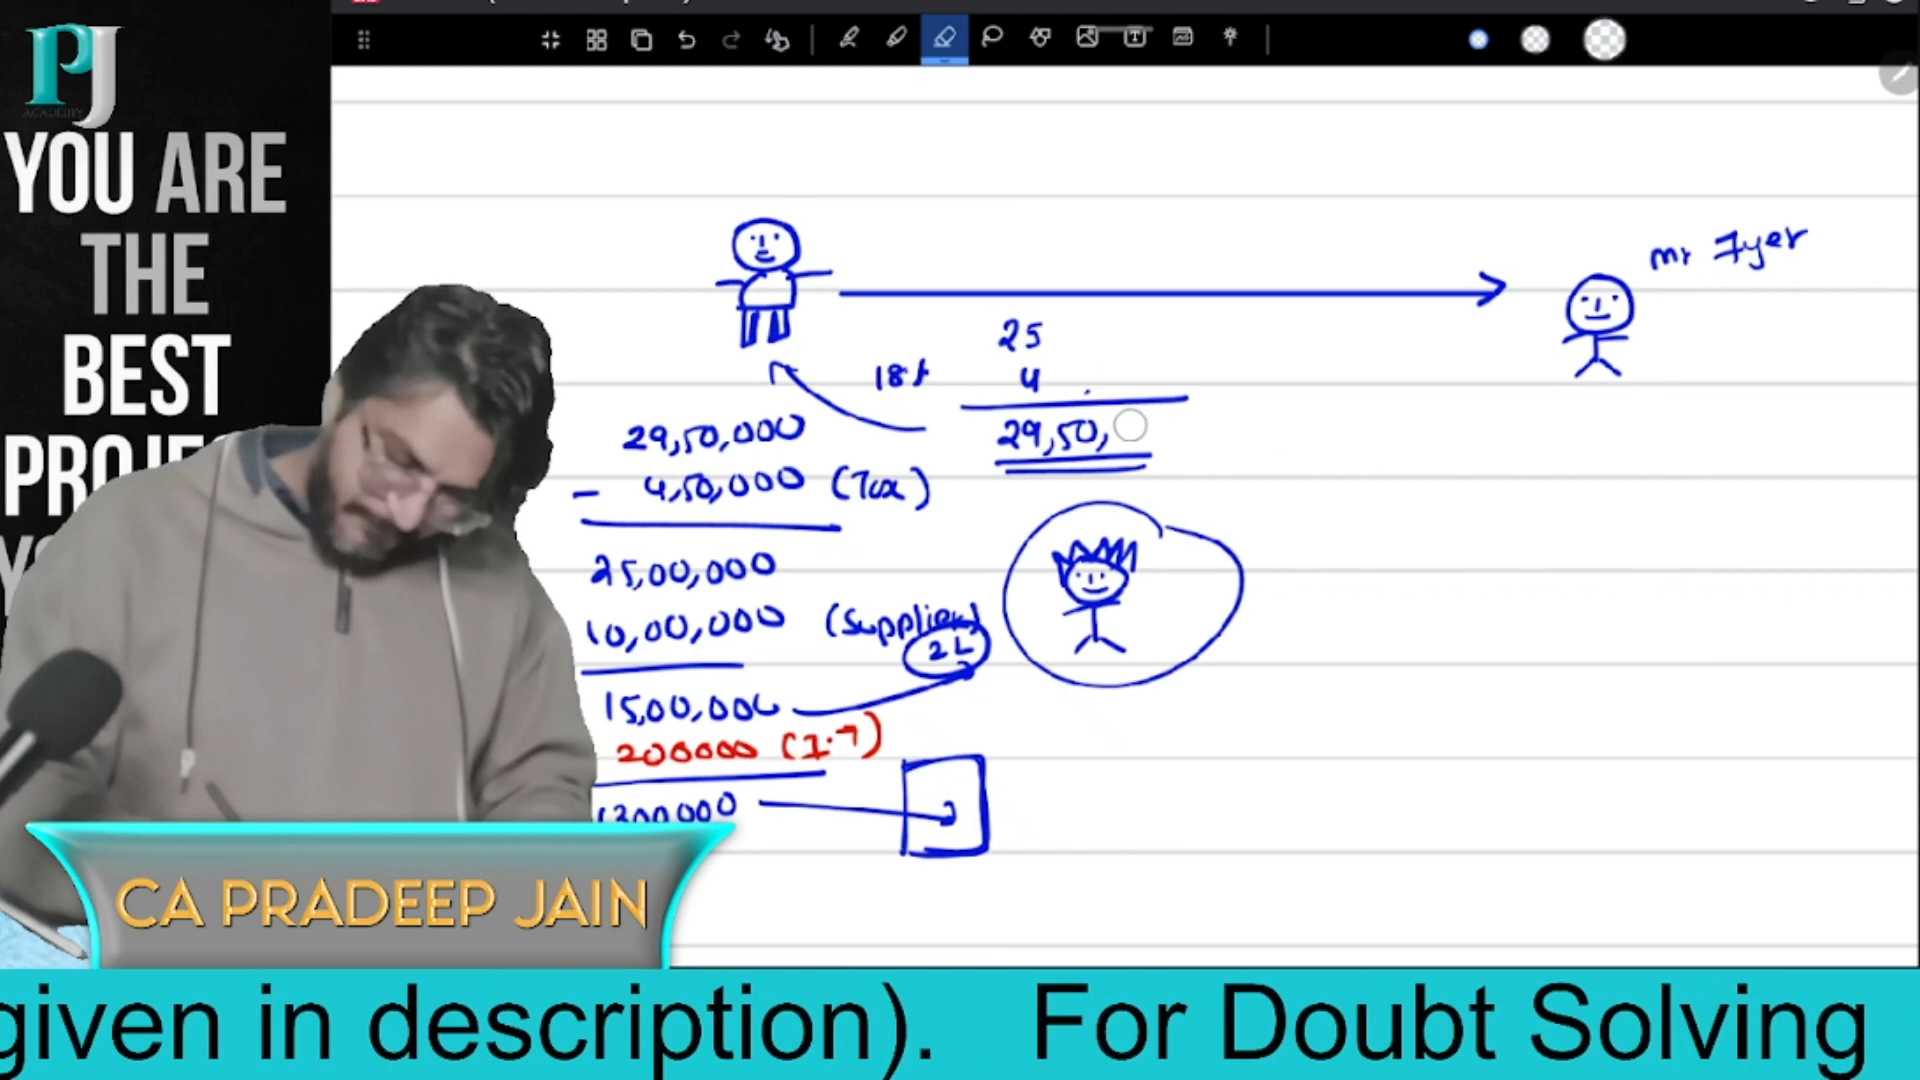 PJ
ACADEMY
YOU ARE
THE
BEST
mr Iyer
25
18%
4
29,50,
29,50,000
- 4,50,000 (Tax)
25,00,000
10,00,000 (Supplier)
2L
15,00,000
200000 (I.T)
1300000
CA PRADEEP JAIN
given in description). For Doubt Solving